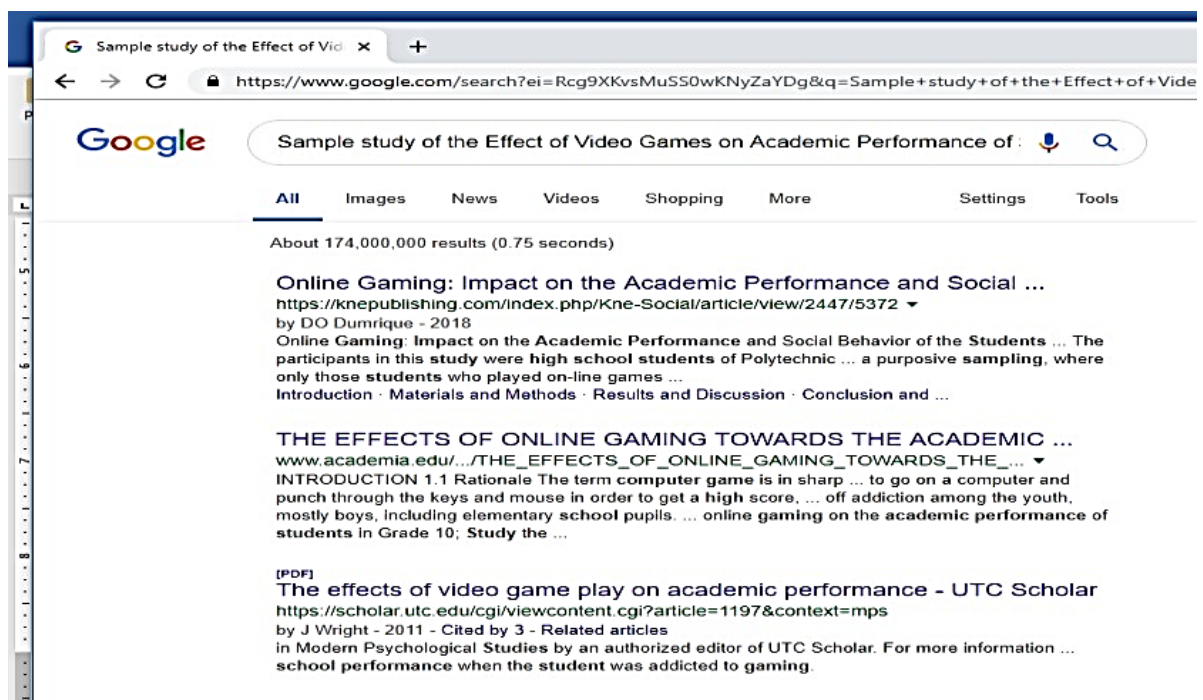 Sample study of the Effect of Vid
https://www.google.com/search?ei=Rcg9XKvsMuSS0wKNyZaYDg&q=Sample+study+of+the+Effect+of+Vide
P
Google
Sample study of the Effect of Video Games on Academic Performance of
All Images News Videos Shopping More Settings Tools
About 174,000,000 results (0.75 seconds)
Online Gaming: Impact on the Academic Performance and Social ...
https://knepublishing.com/index.php/Kne-Social/article/view/2447/5372
by DO Dumrique - 2018
Online Gaming: Impact on the Academic Performance and Social Behavior of the Students ... The
participants in this study were high school students of Polytechnic ... a purposive sampling, where
only those students who played on-line games ...
Introduction · Materials and Methods · Results and Discussion · Conclusion and ...
THE EFFECTS OF ONLINE GAMING TOWARDS THE ACADEMIC ...
www.academia.edu/.../THE_EFFECTS_OF_ONLINE_GAMING_TOWARDS_THE_...
INTRODUCTION 1.1 Rationale The term computer game is in sharp ... to go on a computer and
punch through the keys and mouse in order to get a high score, ... off addiction among the youth,
mostly boys, including elementary school pupils. ... online gaming on the academic performance of
students in Grade 10; Study the ...
[PDF]
The effects of video game play on academic performance - UTC Scholar
https://scholar.utc.edu/cgi/viewcontent.cgi?article=1197&context=mps
by J Wright - 2011 - Cited by 3 - Related articles
in Modern Psychological Studies by an authorized editor of UTC Scholar. For more information ...
school performance when the student was addicted to gaming.
5
6
7
8